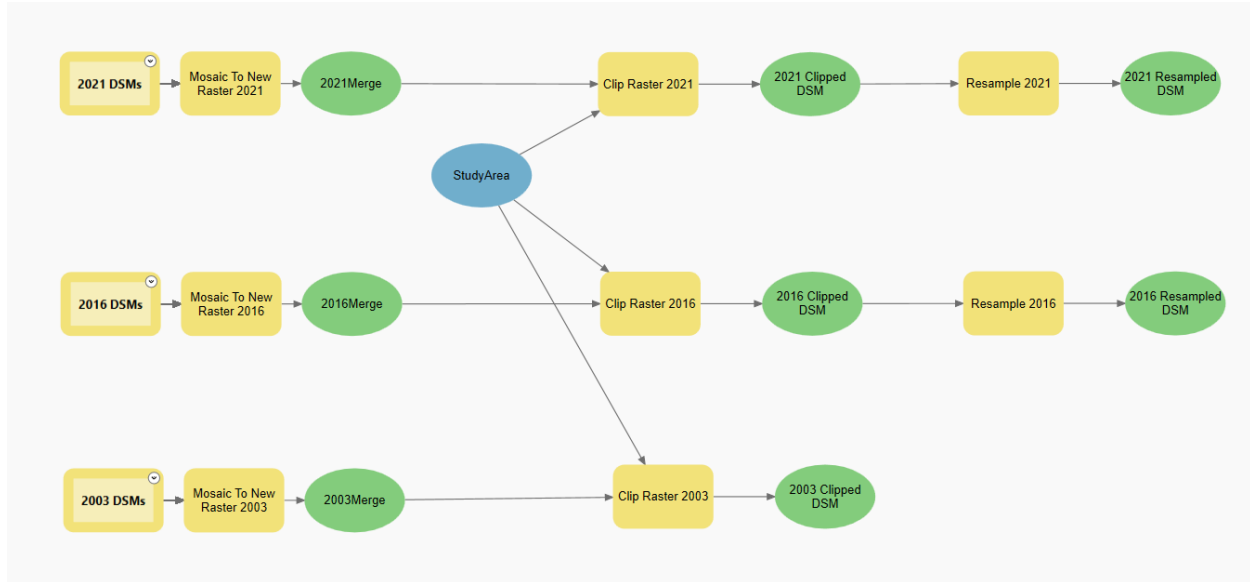 2021 DSMs
Mosaic To New
Raster 2021
2021Merge
Clip Raster 2021
2021 Clipped
DSM
Resample 2021
2021 Resampled
DSM
StudyArea
2016 DSMs
Mosaic To New
Raster 2016
2016Merge
Clip Raster 2016
2016 Clipped
DSM
Resample 2016
2016 Resampled
DSM
2003 DSMs
Mosaic To New
Raster 2003
2003Merge
Clip Raster 2003
2003 Clipped
DSM